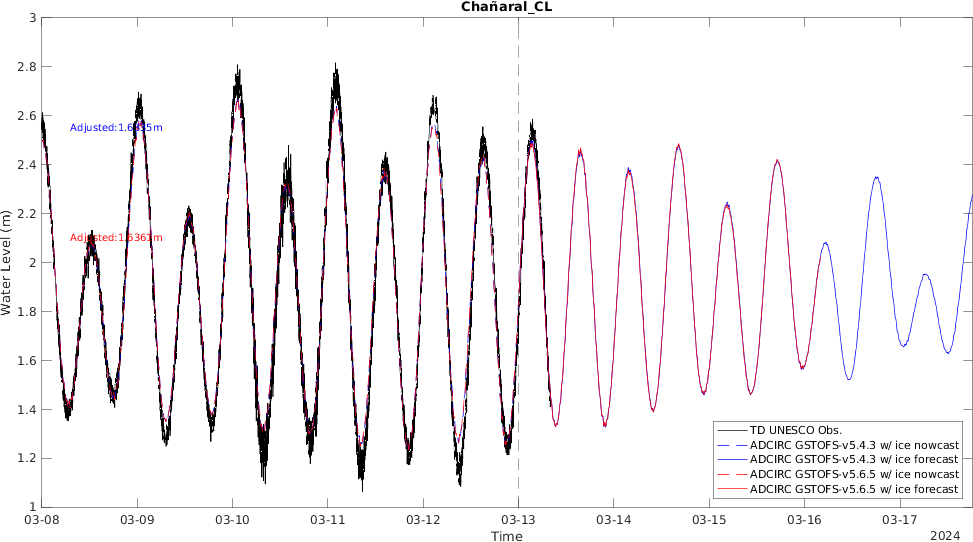 Chañaral_CL
3
2.8
2.6
2.4
2.2
2
1.8
1.6
1.4
1.2
1
Water Level (m)
Adjusted:1.6355m
Adjusted:1.6361m
TD UNESCO Obs.
ADCIRC GSTOFS-v5.4.3 w/ ice nowcast
ADCIRC GSTOFS-v5.4.3 w/ ice forecast
ADCIRC GSTOFS-v5.6.5 w/ ice nowcast
ADCIRC GSTOFS-v5.6.5 w/ ice forecast
03-08 03-09 03-10 03-11 03-12 03-13 03-14 03-15 03-16 03-17
Time
2024